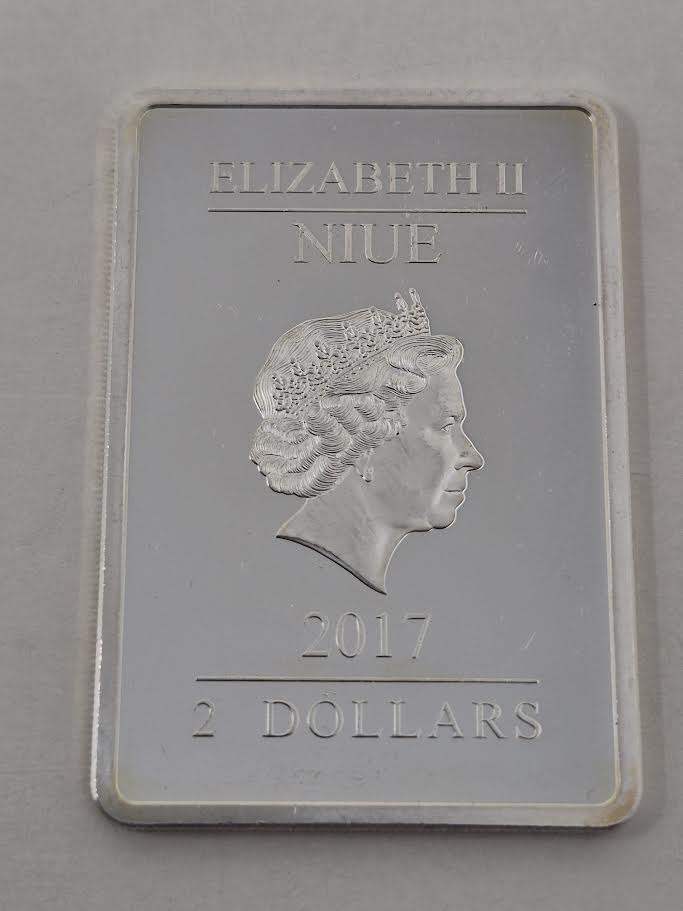 ELIZABETH II
NIUE
2017
2 DOLLARS